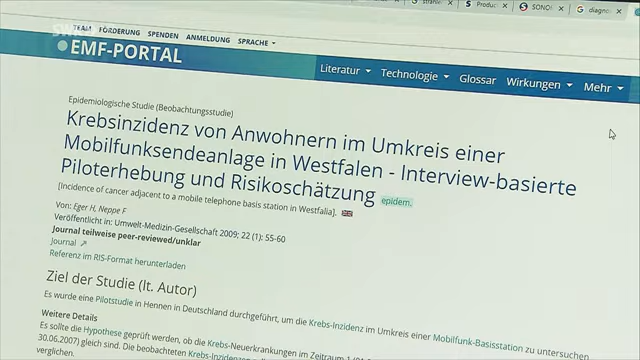 strahle
Product
SONO
diagno
TEAM FÖRDERUNG SPENDEN ANMELDUNG SPRACHE
EMF-PORTAL
Literatur Technologie Glossar Wirkungen Mehr
Epidemiologische Studie (Beobachtungsstudie)
Krebsinzidenz von Anwohnern im Umkreis einer
Mobilfunksendeanlage in Westfalen - Interview-basierte
Piloterhebung und Risikoschätzung epidem.
[Incidence of cancer adjacent to a mobile telephone basis station in Westfalia].
Von: Eger H, Neppe F
Veröffentlicht in: Umwelt-Medizin-Gesellschaft 2009; 22 (1): 55-60
Journal teilweise peer-reviewed/unklar
Journal
Referenz im RIS-Format herunterladen
Ziel der Studie (lt. Autor)
Es wurde eine Pilotstudie in Hennen in Deutschland durchgeführt, um die Krebs-Inzidenz im Umkreis einer Mobilfunk-Basisstation zu untersuchen
Weitere Details
Es sollte die Hypothese geprüft werden, ob die Krebs-Neuerkrankungen im Zeitraum
30.06.2007) gleich sind. Die beobachteten
verglichen.